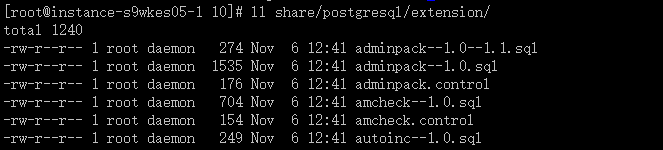 [root@instance-s9wkes05-1 10]# ll share/postgresql/extension/
total 1240
-rw-r--r-- 1 root daemon 274 Nov 6 12:41 adminpack--1.0--1.1.sql
-rw-r--r-- 1 root daemon 1535 Nov 6 12:41 adminpack--1.0.sql
-rw-r--r-- 1 root daemon 176 Nov 6 12:41 adminpack.control
-rw-r--r-- 1 root daemon 704 Nov 6 12:41 amcheck--1.0.sql
-rw-r--r-- 1 root daemon 154 Nov 6 12:41 amcheck.control
-rw-r--r-- 1 root daemon 249 Nov 6 12:41 autoinc--1.0.sql